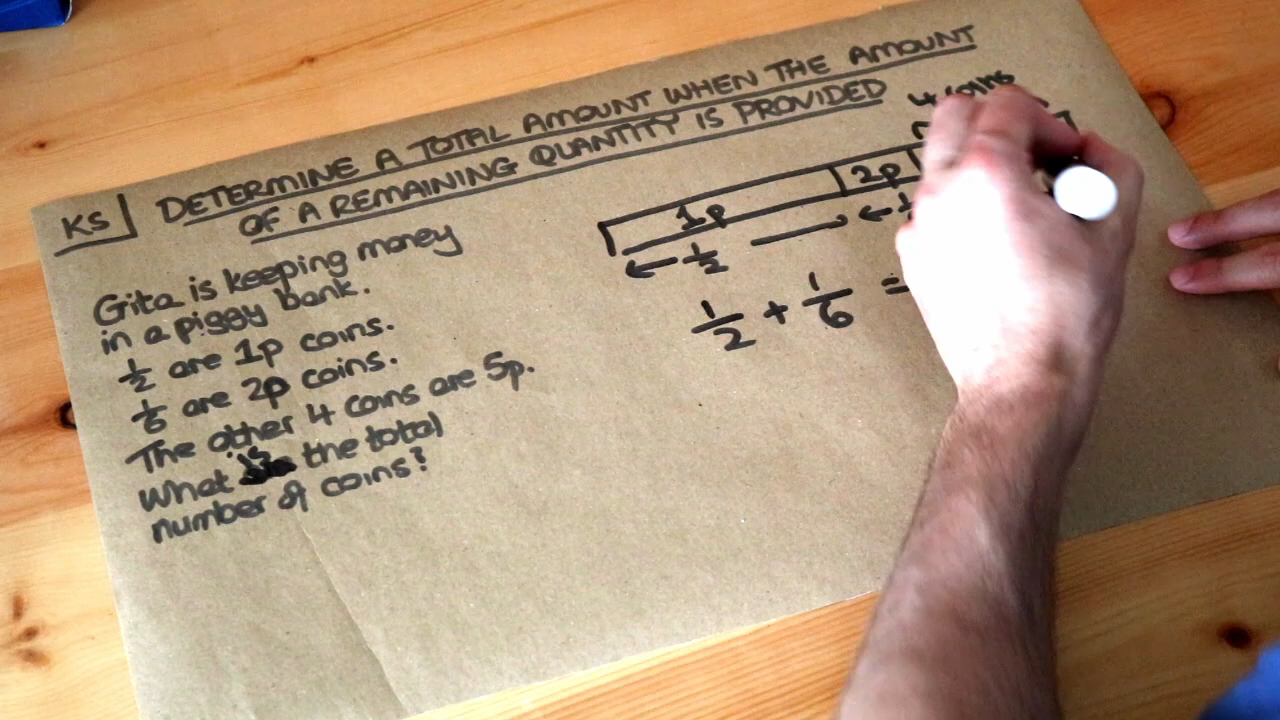 KS
DETERMINE A TOTAL AMOUNT WHEN THE AMOUNT
OF A REMAINING QUANTITY IS PROVIDED
Gita is keeping money
in a piggy bank.
1/2 are 1p coins.
1/6 are 2p coins.
The other 4 coins are 5p.
What is the total
number of coins?
4 coins
1p 2p
1/2
1/2 + 1/6 =